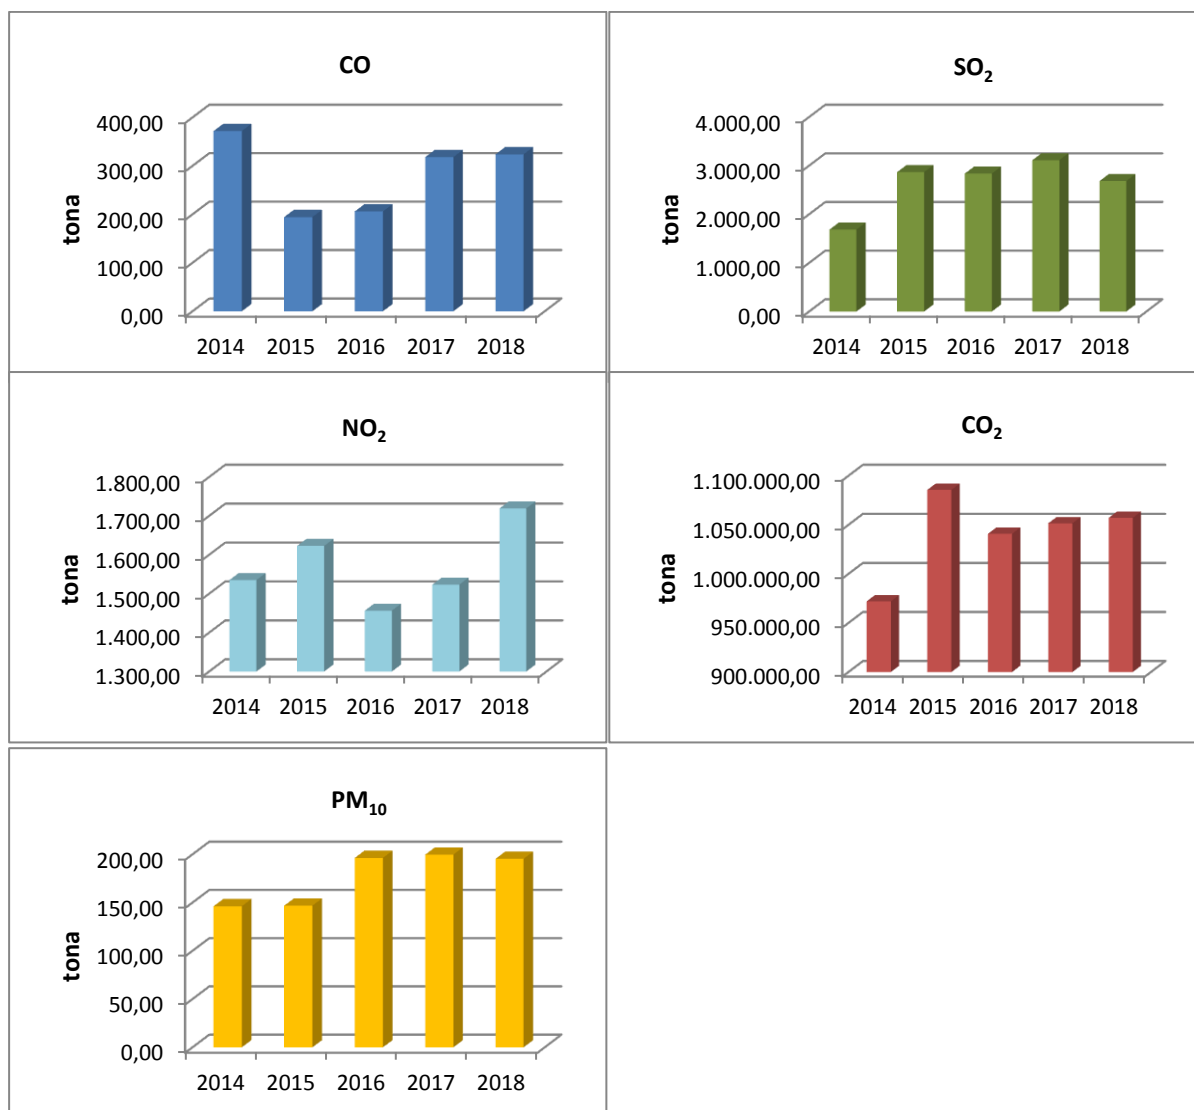 CO
tona
400,00
300,00
200,00
100,00
0,00
2014 2015 2016 2017 2018
SO₂
tona
4.000,00
3.000,00
2.000,00
1.000,00
0,00
2014 2015 2016 2017 2018
NO₂
tona
1.800,00
1.700,00
1.600,00
1.500,00
1.400,00
1.300,00
2014 2015 2016 2017 2018
CO₂
tona
1.100.000,00
1.050.000,00
1.000.000,00
950.000,00
900.000,00
2014 2015 2016 2017 2018
PM₁₀
tona
200,00
150,00
100,00
50,00
0,00
2014 2015 2016 2017 2018